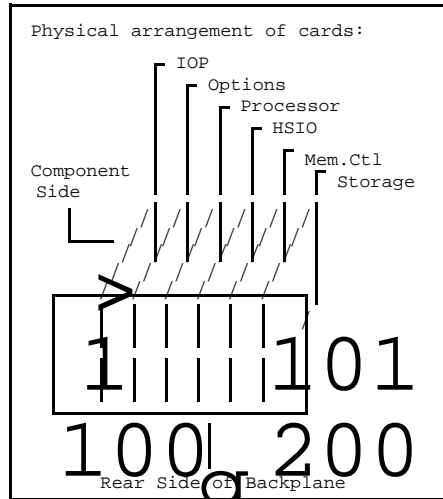 Physical arrangement of cards:
IOP
Options
Processor
HSIO
Mem.Ctl
Storage
Component
Side
>
1 101
100 200
Rear Side of Backplane